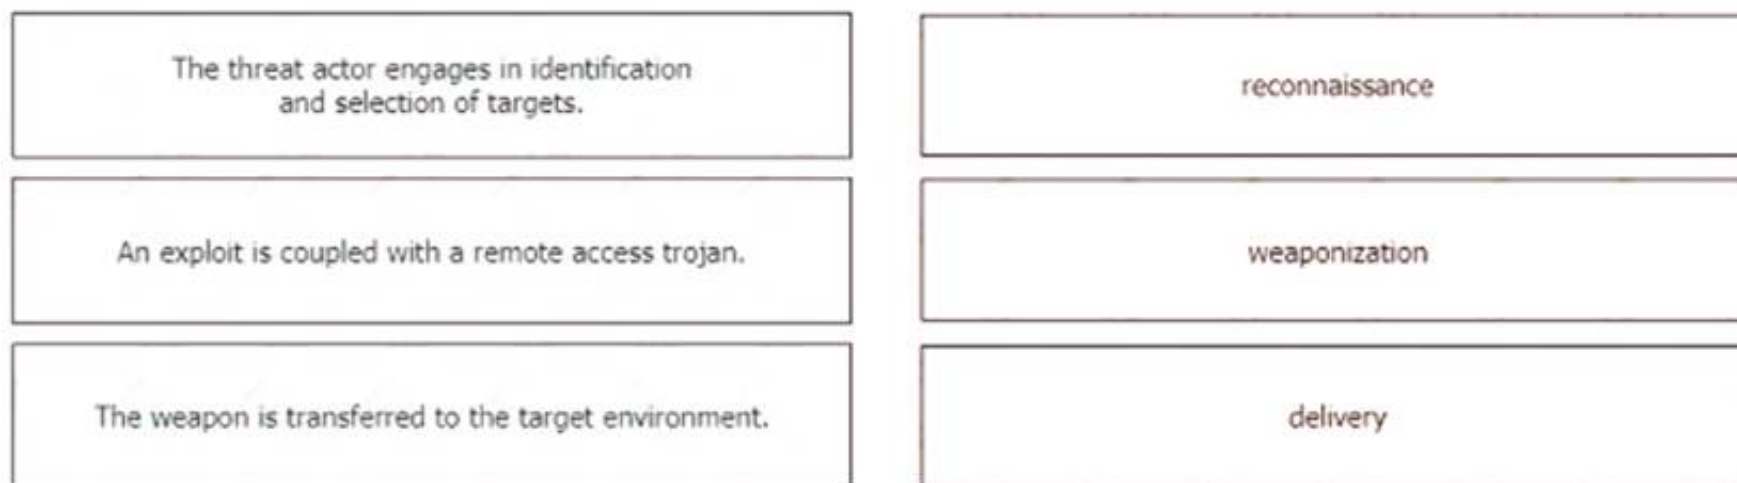 The threat actor engages in identification
and selection of targets.
reconnaissance
An exploit is coupled with a remote access trojan.
weaponization
The weapon is transferred to the target environment.
delivery